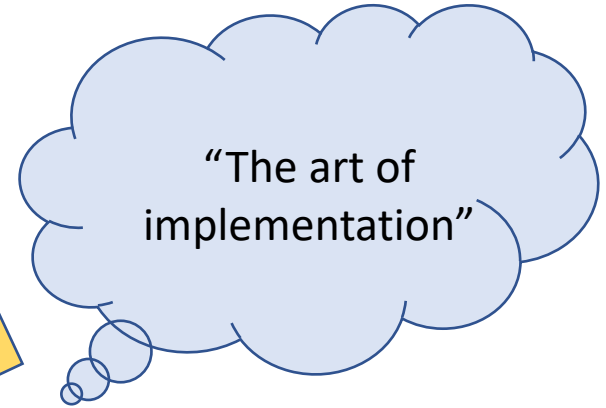 “The art of
implementation”